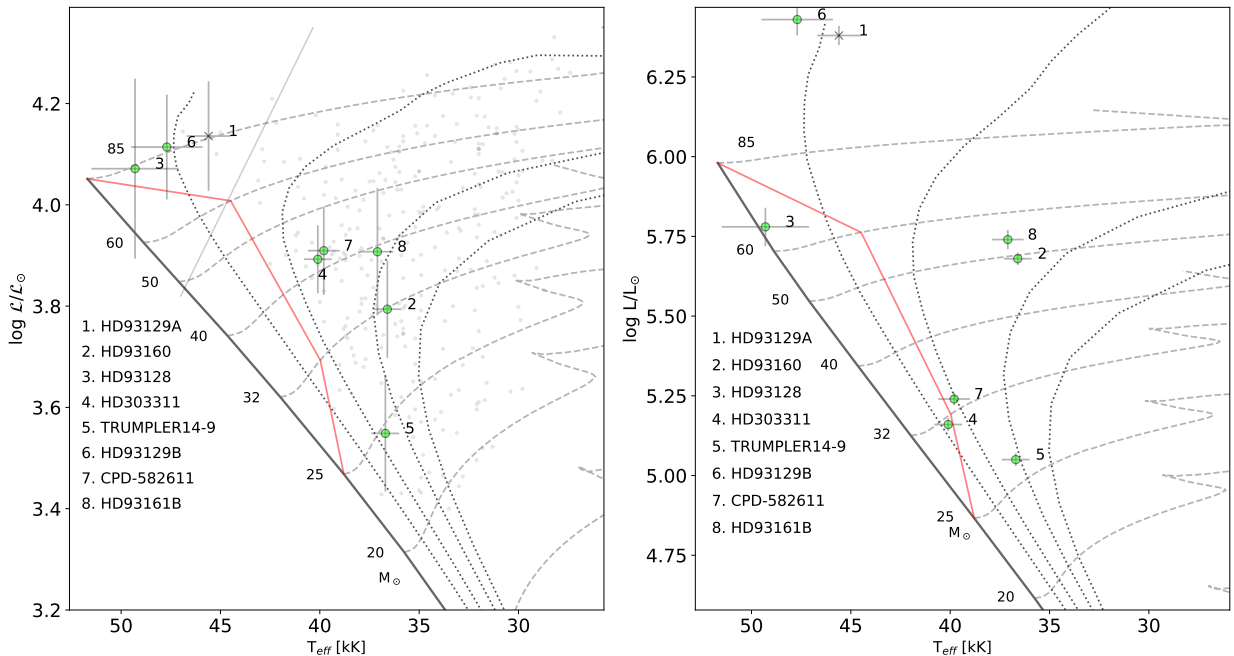 4.2
4.0
3.8
3.6
3.4
3.2
log ℒ/ℒ⊙
50
45
40
35
30
T_eff [kK]
85
60
50
40
32
25
20
M⊙
1
6
3
7
4
8
2
5
1. HD93129A
2. HD93160
3. HD93128
4. HD303311
5. TRUMPLER14-9
6. HD93129B
7. CPD-582611
8. HD93161B
6.25
6.00
5.75
5.50
5.25
5.00
4.75
log L/L⊙
50
45
40
35
30
T_eff [kK]
85
60
50
40
32
25
M⊙
20
6
1
3
8
2
7
4
5
1. HD93129A
2. HD93160
3. HD93128
4. HD303311
5. TRUMPLER14-9
6. HD93129B
7. CPD-582611
8. HD93161B